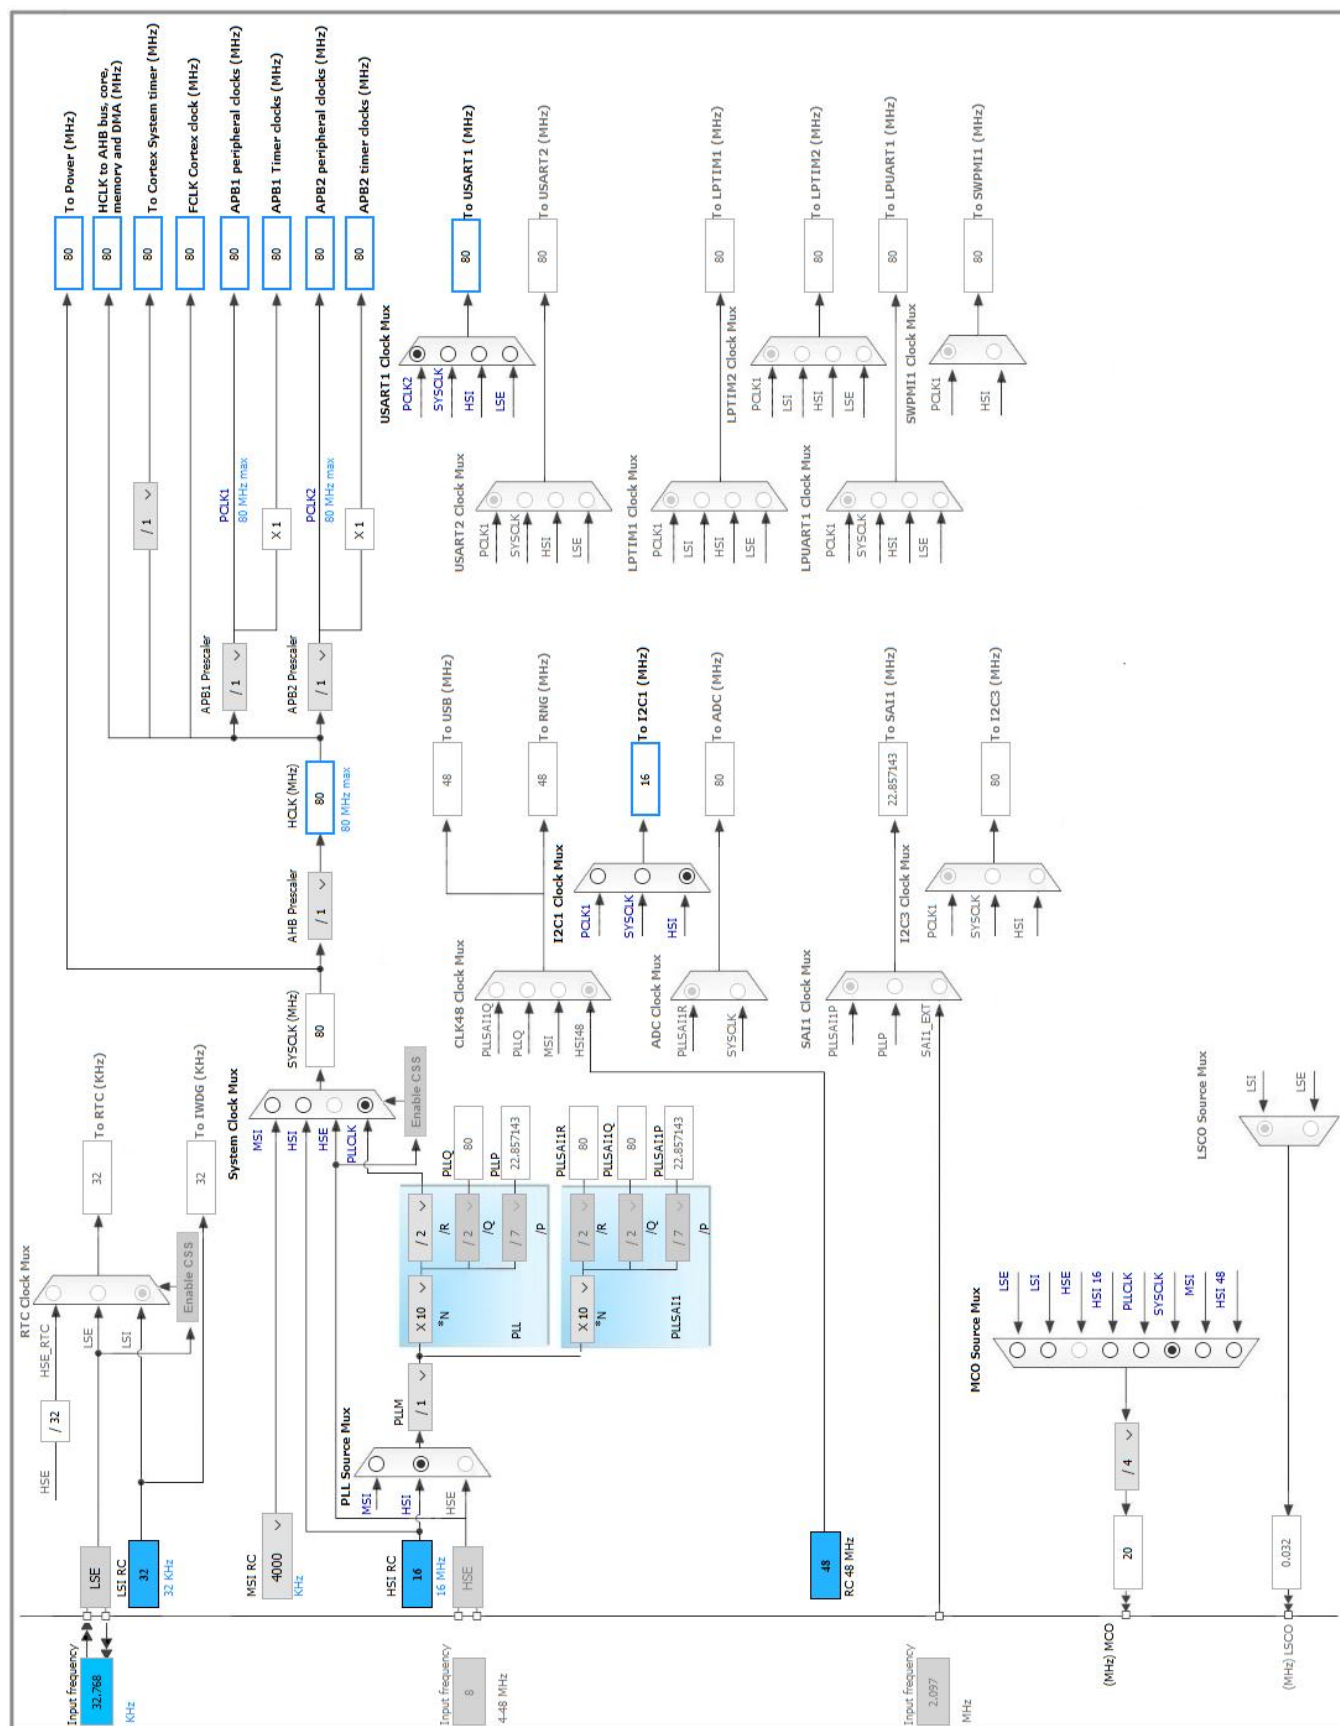 Input frequency
32.768
KHz
LSE
LSI RC
32
32 KHz
HSE
/ 32
HSE_RTC
RTC Clock Mux
LSE
LSI
Enable CSS
32
To RTC (KHz)
32
To IWDG (KHz)
MSI RC
4000
KHz
HSI RC
16
16 MHz
Input frequency
8
4-48 MHz
HSE
PLL Source Mux
MSI
HSI
HSE
PLLM
/ 1
X 10
*N
PLL
/ 2
/R
/ 2
/Q
/ 7
/P
PLLQ
80
PLLP
22.857143
X 10
*N
PLLSAI1
/ 2
/R
/ 2
/Q
/ 7
/P
PLLSAI1R
80
PLLSAI1Q
80
PLLSAI1P
22.857143
System Clock Mux
MSI
HSI
HSE
PLLCLK
Enable CSS
SYSCLK (MHz)
80
AHB Prescaler
/ 1
HCLK (MHz)
80
80 MHz max
APB1 Prescaler
/ 1
APB2 Prescaler
/ 1
/ 1
PCLK1
80 MHz max
X 1
PCLK2
80 MHz max
X 1
80
To Power (MHz)
80
HCLK to AHB bus, core,
memory and DMA (MHz)
80
To Cortex System timer (MHz)
80
FCLK Cortex clock (MHz)
80
APB1 peripheral clocks (MHz)
80
APB1 Timer clocks (MHz)
80
APB2 peripheral clocks (MHz)
80
APB2 timer clocks (MHz)
48
RC 48 MHz
CLK48 Clock Mux
PLLSAI1Q
PLLQ
MSI
HSI48
48
To USB (MHz)
48
To RNG (MHz)
I2C1 Clock Mux
PCLK1
SYSCLK
HSI
16
To I2C1 (MHz)
ADC Clock Mux
PLLSAI1R
SYSCLK
80
To ADC (MHz)
SAI1 Clock Mux
PLLSAI1P
PLLP
SAI1_EXT
22.857143
To SAI1 (MHz)
I2C3 Clock Mux
PCLK1
SYSCLK
HSI
80
To I2C3 (MHz)
USART1 Clock Mux
PCLK2
SYSCLK
HSI
LSE
80
To USART1 (MHz)
USART2 Clock Mux
PCLK1
SYSCLK
HSI
LSE
80
To USART2 (MHz)
LPTIM1 Clock Mux
PCLK1
LSI
HSI
LSE
80
To LPTIM1 (MHz)
LPTIM2 Clock Mux
PCLK1
LSI
HSI
LSE
80
To LPTIM2 (MHz)
LPUART1 Clock Mux
PCLK1
SYSCLK
HSI
LSE
80
To LPUART1 (MHz)
SWPMI1 Clock Mux
PCLK1
HSI
80
To SWPMI1 (MHz)
Input frequency
2.097
MHz
(MHz) MCO
20
/ 4
MCO Source Mux
LSE
LSI
HSE
HSI 16
PLLCLK
SYSCLK
MSI
HSI 48
(MHz) LSCO
0.032
LSCO Source Mux
LSI
LSE